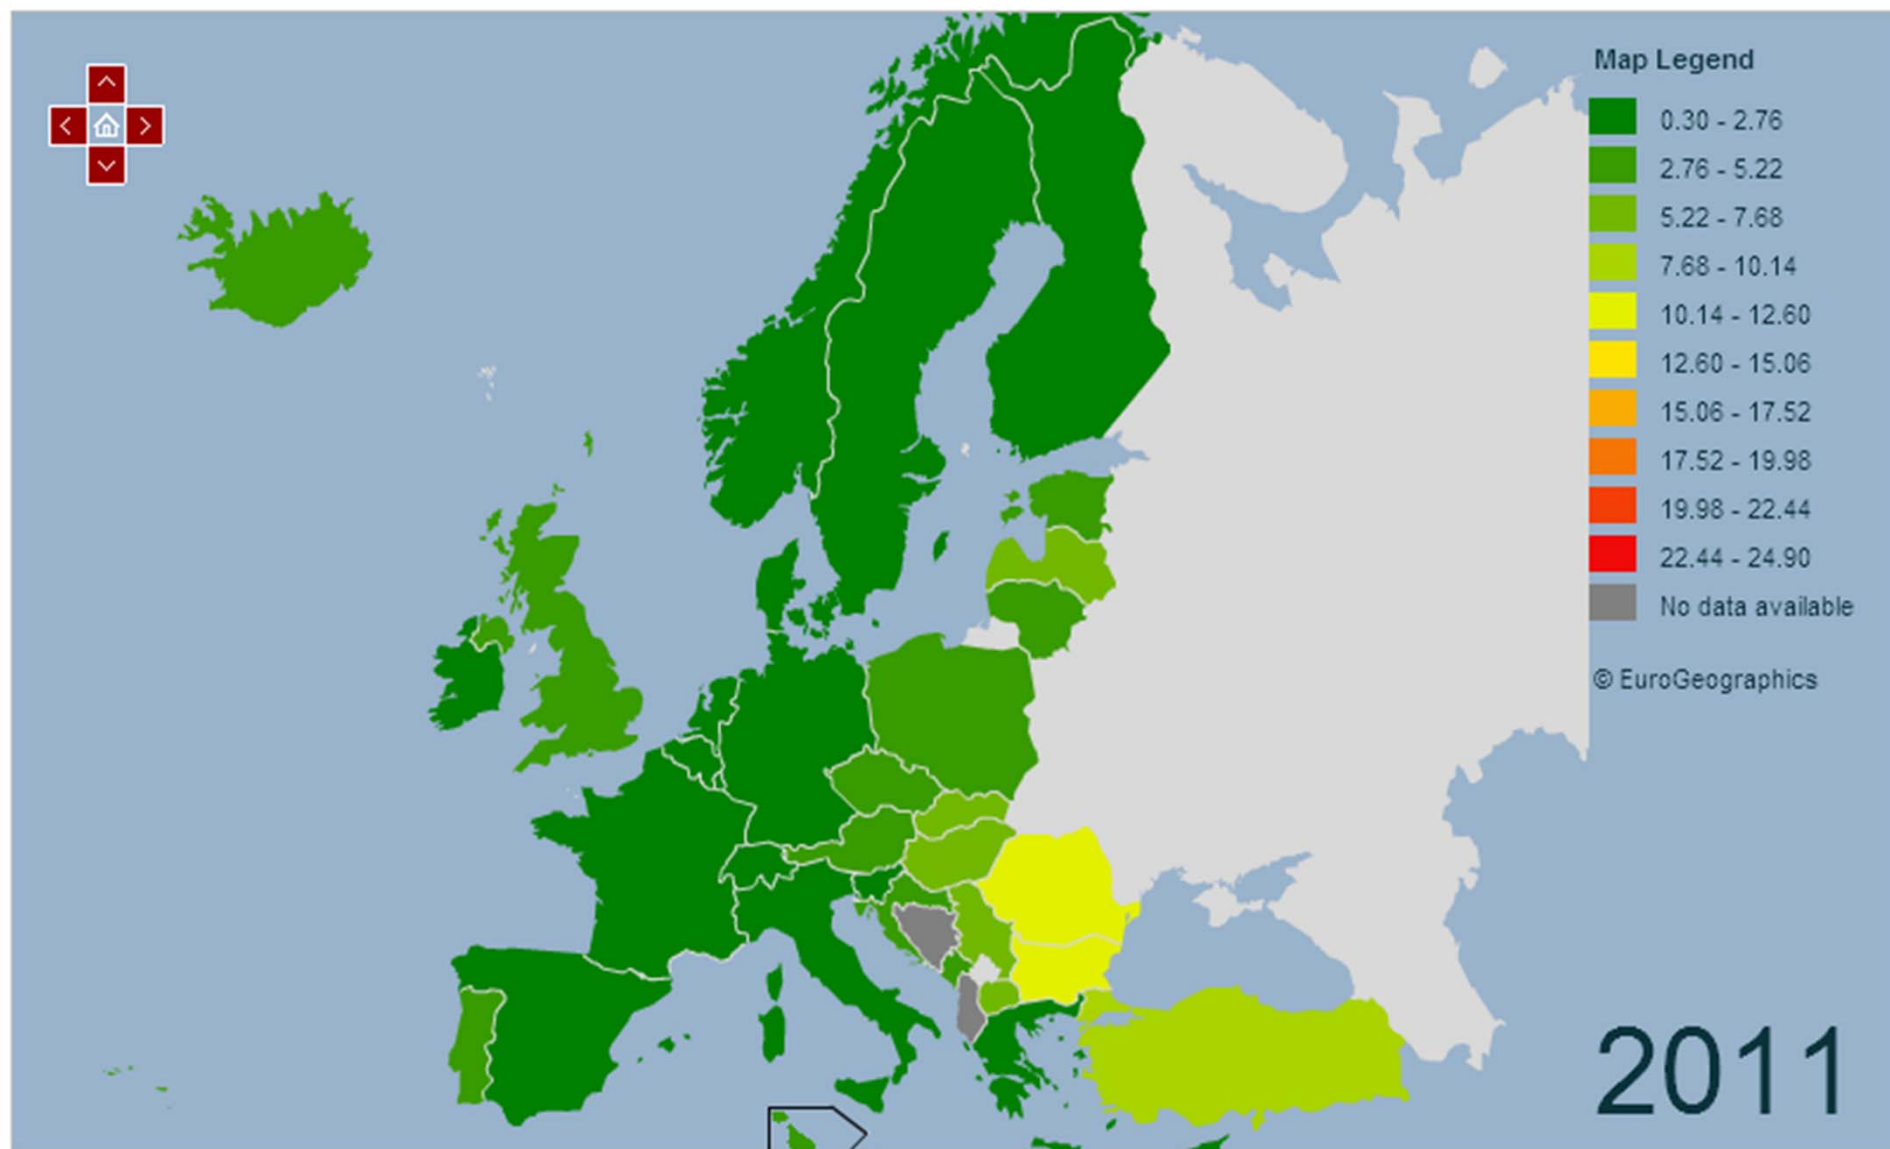 Map Legend
0.30 - 2.76
2.76 - 5.22
5.22 - 7.68
7.68 - 10.14
10.14 - 12.60
12.60 - 15.06
15.06 - 17.52
17.52 - 19.98
19.98 - 22.44
22.44 - 24.90
No data available
© EuroGeographics
2011